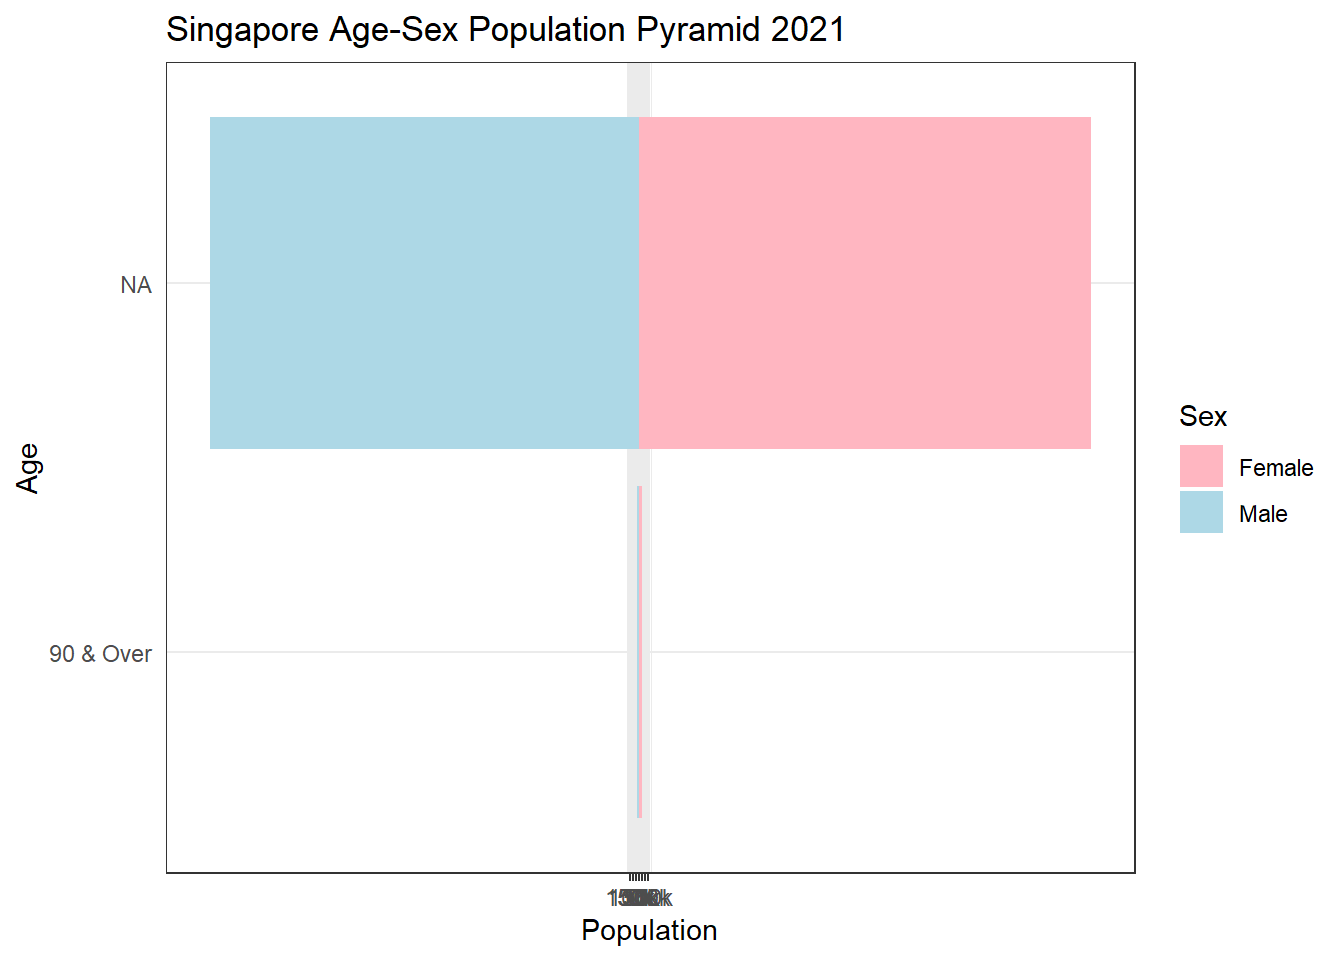 Singapore Age-Sex Population Pyramid 2021
NA
Age
90 & Over
Population
Sex
Female
Male